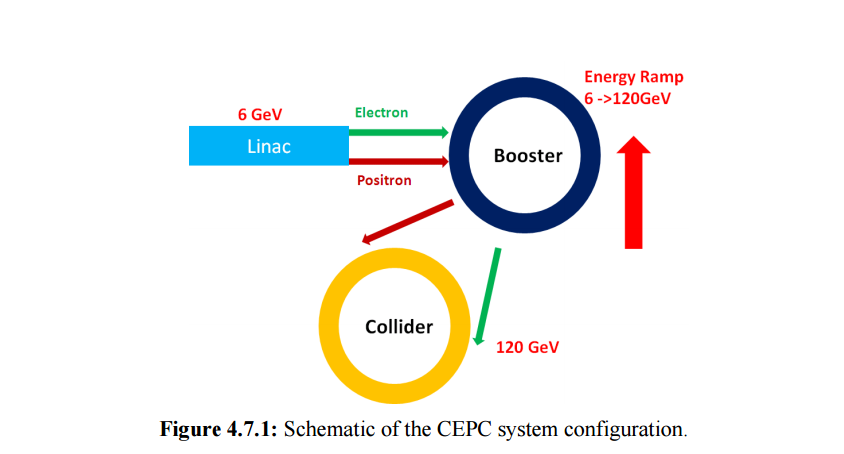 Energy Ramp
6 ->120GeV
6 GeV
Electron
Linac
Booster
Positron
Collider
120 GeV
Figure 4.7.1: Schematic of the CEPC system configuration.